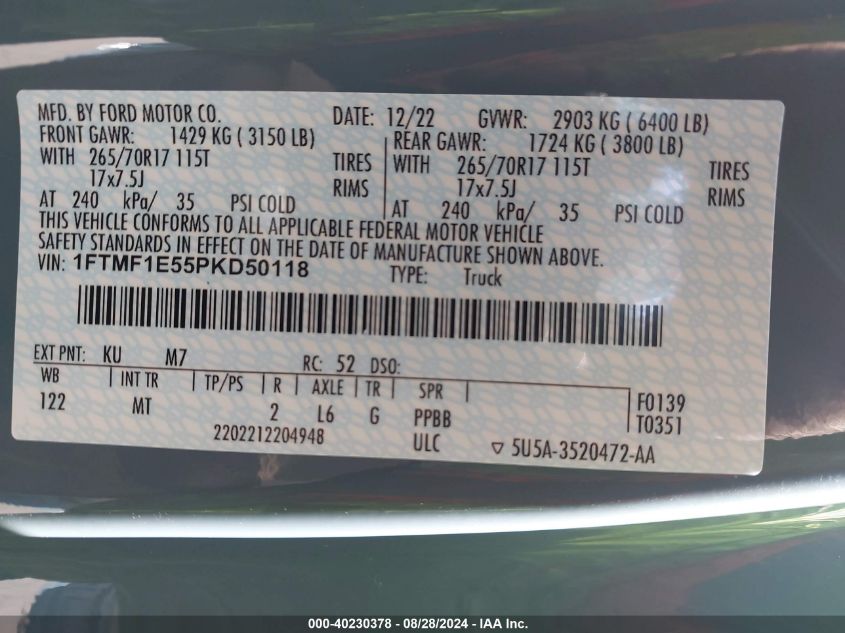 MFD. BY FORD MOTOR CO. DATE: 12/22 GVWR: 2903 KG ( 6400 LB)
FRONT GAWR: 1429 KG ( 3150 LB) REAR GAWR: 1724 KG ( 3800 LB)
WITH 265/70R17 115T TIRES WITH 265/70R17 115T TIRES
17x7.5J RIMS 17x7.5J RIMS
AT 240 kPa/ 35 PSI COLD AT 240 kPa/ 35 PSI COLD
THIS VEHICLE CONFORMS TO ALL APPLICABLE FEDERAL MOTOR VEHICLE
SAFETY STANDARDS IN EFFECT ON THE DATE OF MANUFACTURE SHOWN ABOVE.
VIN: 1FTMF1E55PKD50118 TYPE: Truck
EXT PNT: KU M7 RC: 52 DSO:
WB INT TR TP/PS R AXLE TR SPR F0139
122 MT 2 L6 G PPBB T0351
2202212204948 ULC ▽ 5U5A-3520472-AA
000-40230378 - 08/28/2024 - IAA Inc.